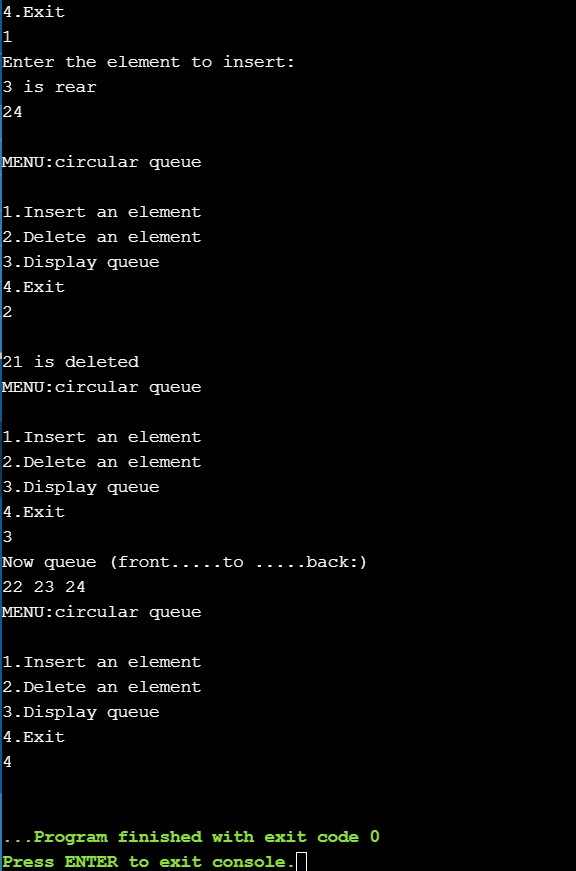 4.Exit
1
Enter the element to insert:
3 is rear
24
MENU:circular queue
1.Insert an element
2.Delete an element
3.Display queue
4.Exit
2
21 is deleted
MENU:circular queue
1.Insert an element
2.Delete an element
3.Display queue
4.Exit
3
Now queue (front.....to .....back:)
22 23 24
MENU:circular queue
1.Insert an element
2.Delete an element
3.Display queue
4.Exit
4
...Program finished with exit code 0
Press ENTER to exit console.